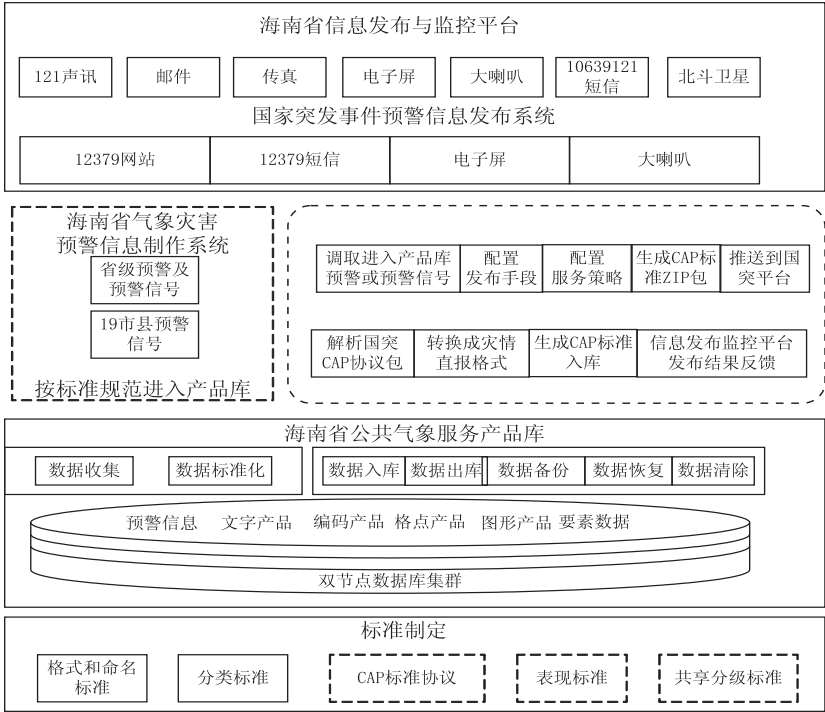 海南省信息发布与监控平台
121声讯
邮件
传真
电子屏
大喇叭
10639121
短信
北斗卫星
国家突发事件预警信息发布系统
12379网站
12379短信
电子屏
大喇叭
海南省气象灾害
预警信息制作系统
省级预警及
预警信号
19市县预警
信号
按标准规范进入产品库
调取进入产品库
预警或预警信号
配置
发布手段
配置
服务策略
生成CAP标
准ZIP包
推送到国
突平台
解析国突
CAP协议包
转换成灾情
直报格式
生成CAP标准
入库
信息发布监控平台
发布结果反馈
海南省公共气象服务产品库
数据收集
数据标准化
数据入库
数据出库
数据备份
数据恢复
数据清除
预警信息
文字产品
编码产品
格点产品
图形产品
要素数据
双节点数据库集群
标准制定
格式和命名
标准
分类标准
CAP标准协议
表现标准
共享分级标准